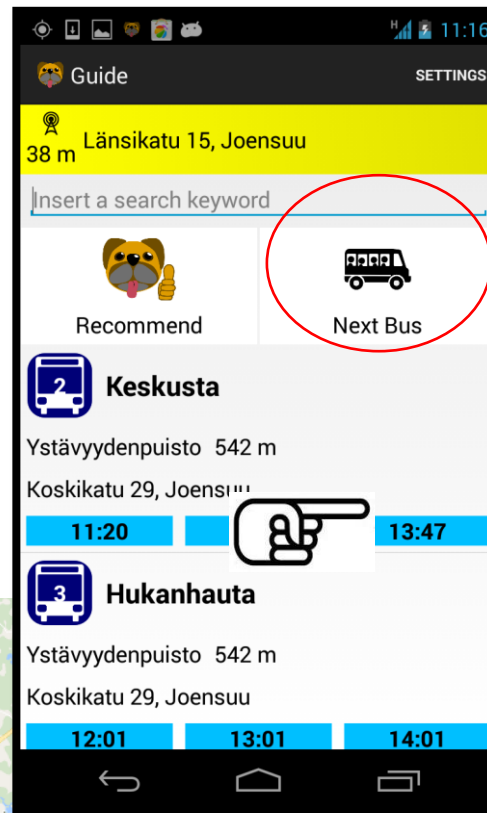 H 11:16
Guide SETTINGS
38 m Länsikatu 15, Joensuu
Insert a search keyword
Recommend Next Bus
2 Keskusta
Ystävyydenpuisto 542 m
Koskikatu 29, Joensuu
11:20 13:47
3 Hukanhauta
Ystävyydenpuisto 542 m
Koskikatu 29, Joensuu
12:01 13:01 14:01